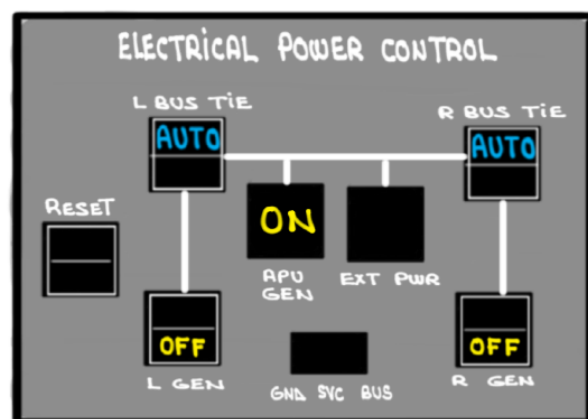 ELECTRICAL POWER CONTROL
L BUS TIE
R BUS TIE
AUTO
AUTO
RESET
ON
APU
GEN
EXT PWR
OFF
OFF
L GEN
GND SVC BUS
R GEN